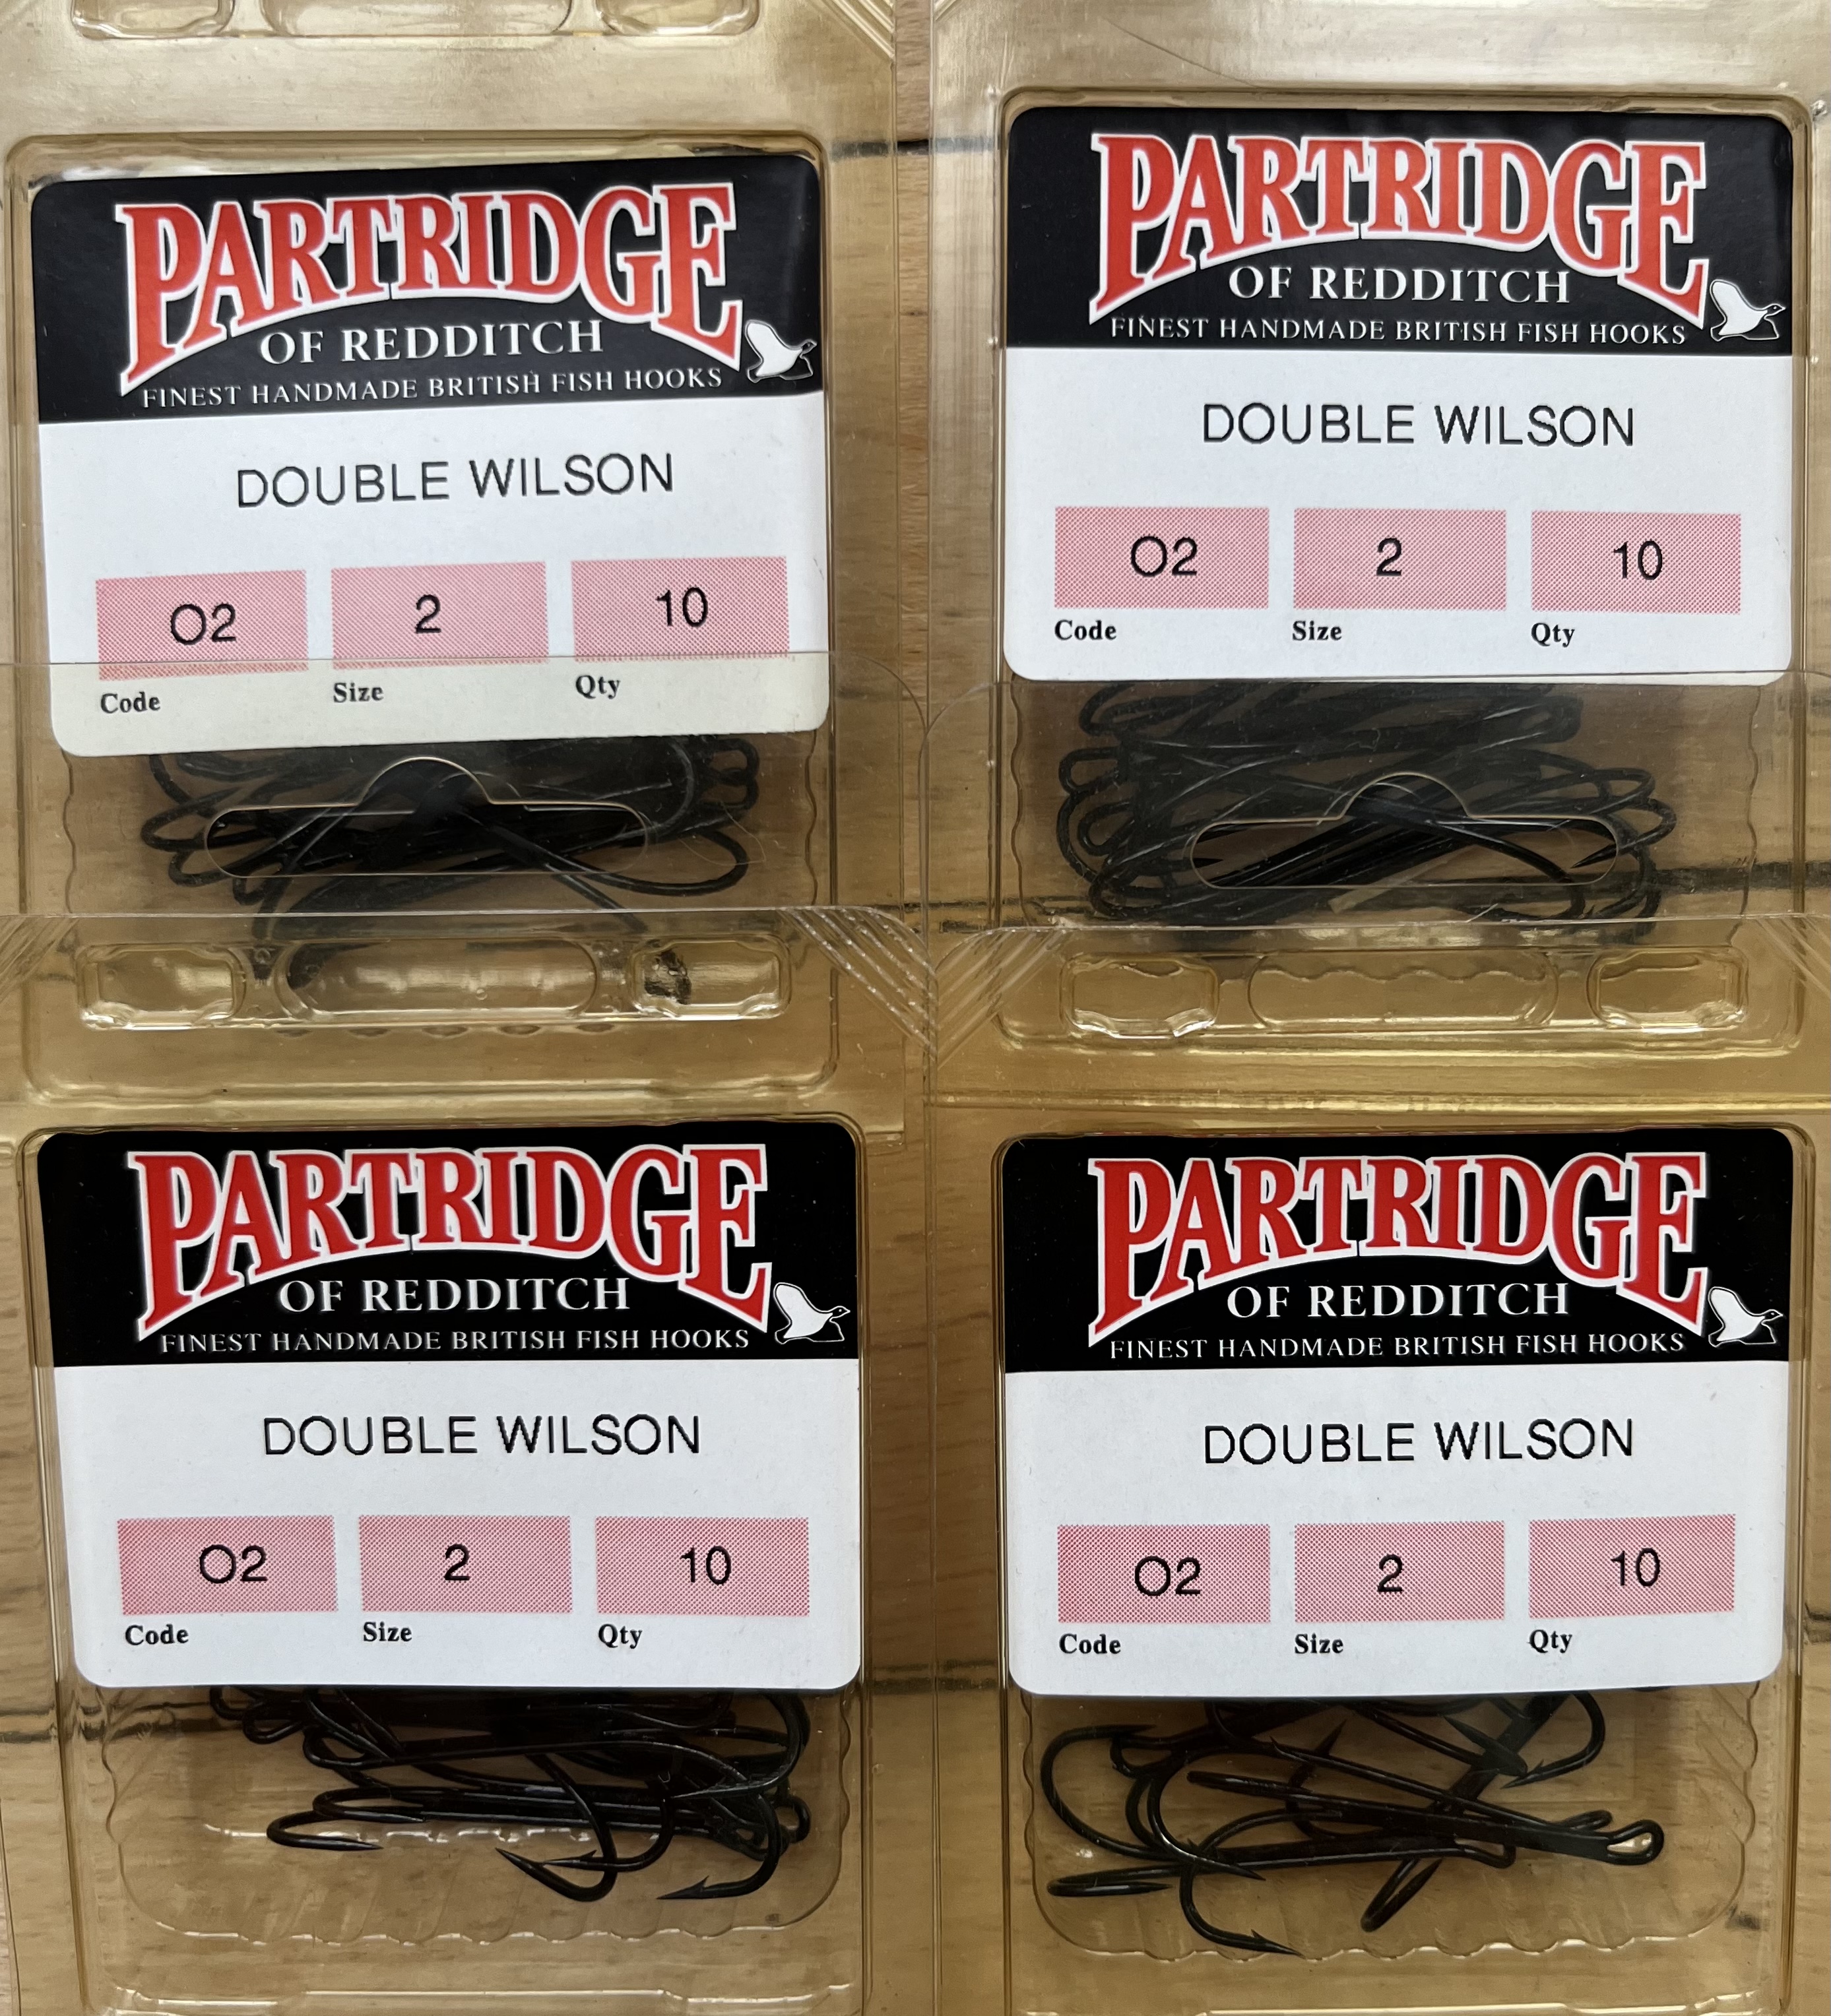 PARTRIDGE
OF REDDITCH
FINEST HANDMADE BRITISH FISH HOOKS
DOUBLE WILSON
O2 2 10
Code Size Qty
PARTRIDGE
OF REDDITCH
FINEST HANDMADE BRITISH FISH HOOKS
DOUBLE WILSON
O2 2 10
Code Size Qty
PARTRIDGE
OF REDDITCH
FINEST HANDMADE BRITISH FISH HOOKS
DOUBLE WILSON
O2 2 10
Code Size Qty
PARTRIDGE
OF REDDITCH
FINEST HANDMADE BRITISH FISH HOOKS
DOUBLE WILSON
O2 2 10
Code Size Qty